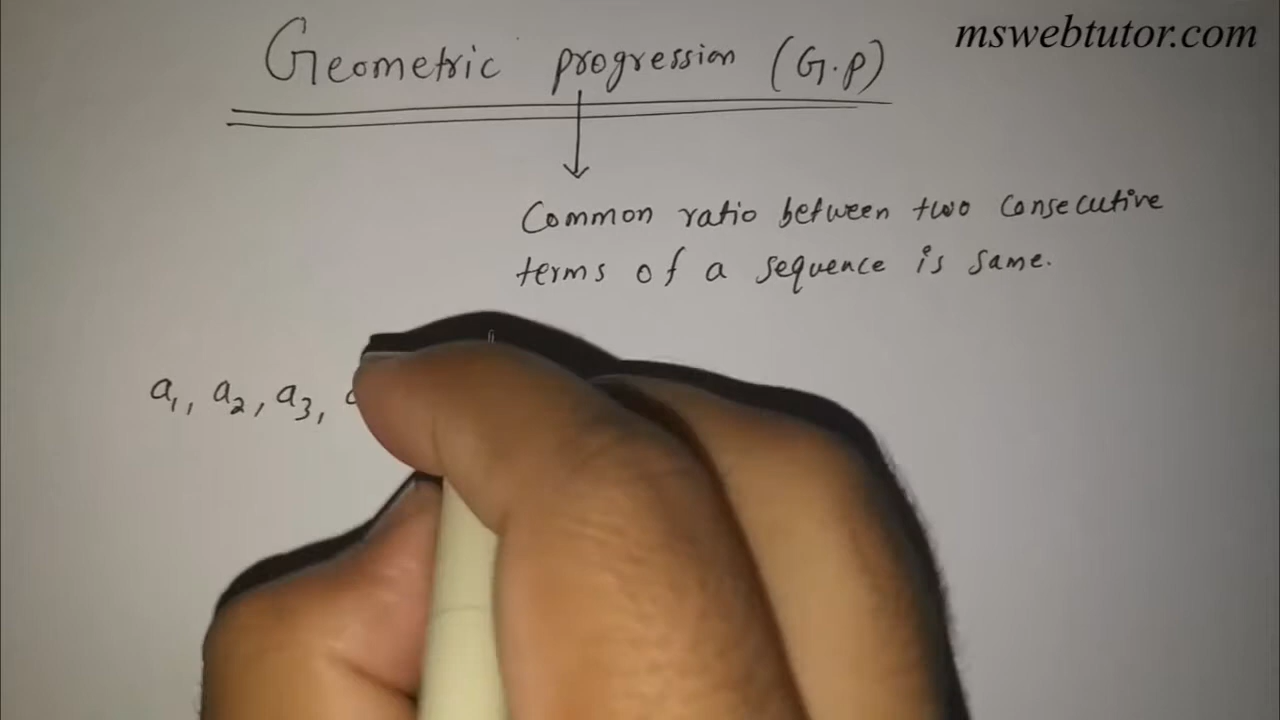 mswebtutor.com
Geometric progression (G.P)
Common ratio between two consecutive
terms of a sequence is same.
a₁, a₂, a₃,